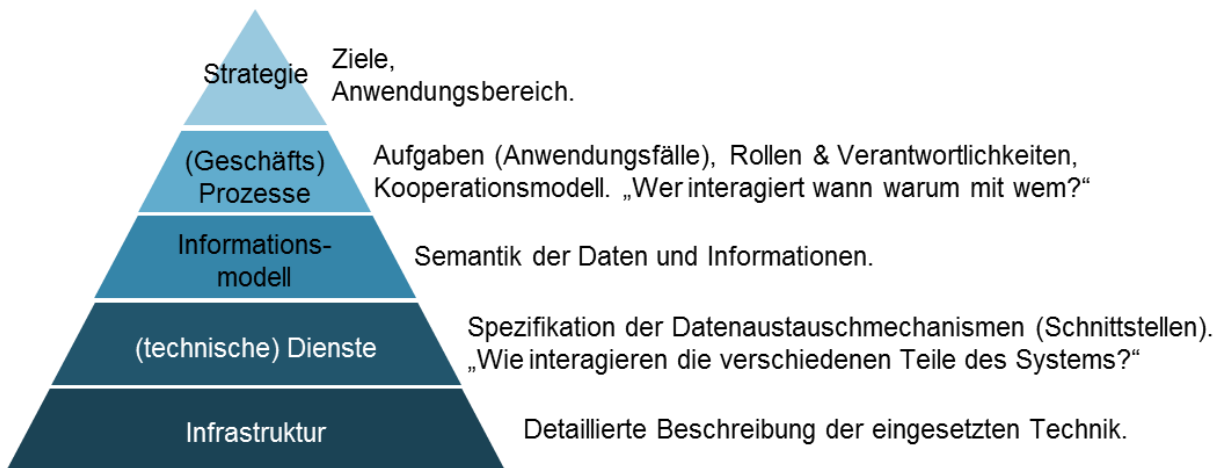 Strategie
Ziele,
Anwendungsbereich.
(Geschäfts)
Prozesse
Aufgaben (Anwendungsfälle), Rollen & Verantwortlichkeiten,
Kooperationsmodell. „Wer interagiert wann warum mit wem?“
Informations-
modell
Semantik der Daten und Informationen.
(technische) Dienste
Spezifikation der Datenaustauschmechanismen (Schnittstellen).
„Wie interagieren die verschiedenen Teile des Systems?“
Infrastruktur
Detaillierte Beschreibung der eingesetzten Technik.